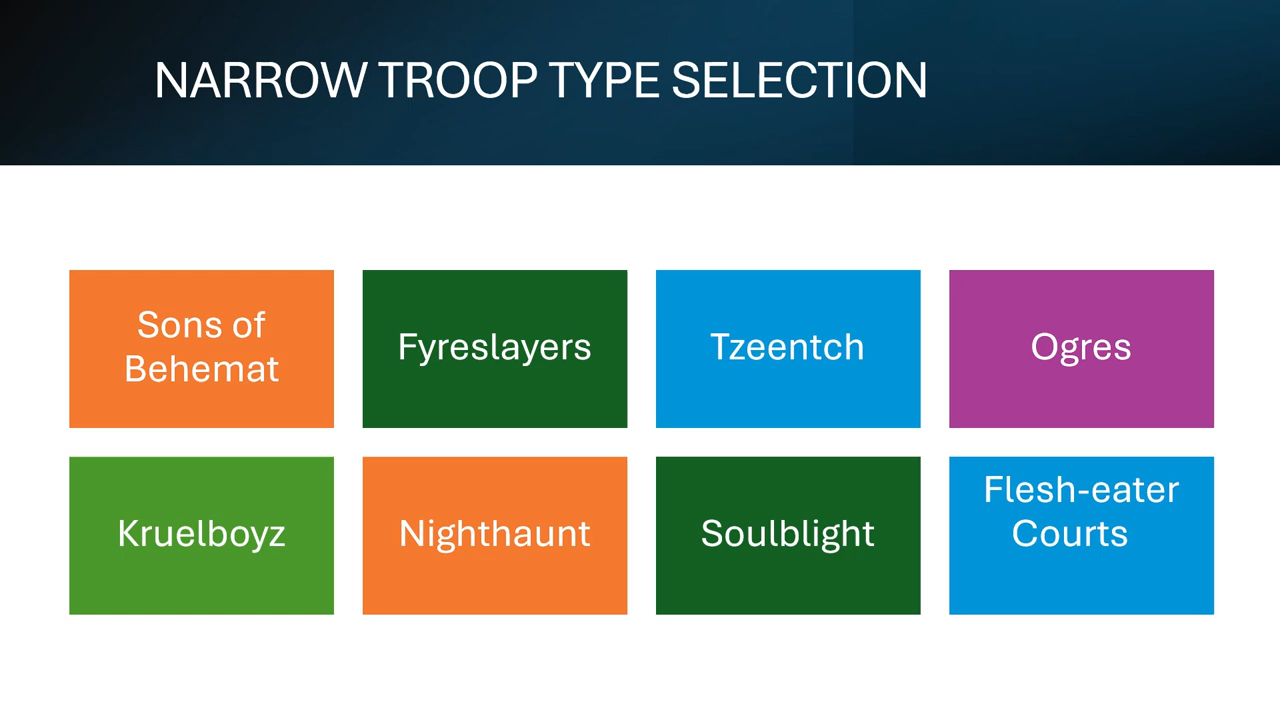 NARROW TROOP TYPE SELECTION
Sons of
Behemat
Fyreslayers
Tzeentch
Ogres
Kruelboyz
Nighthaunt
Soulblight
Flesh-eater
Courts